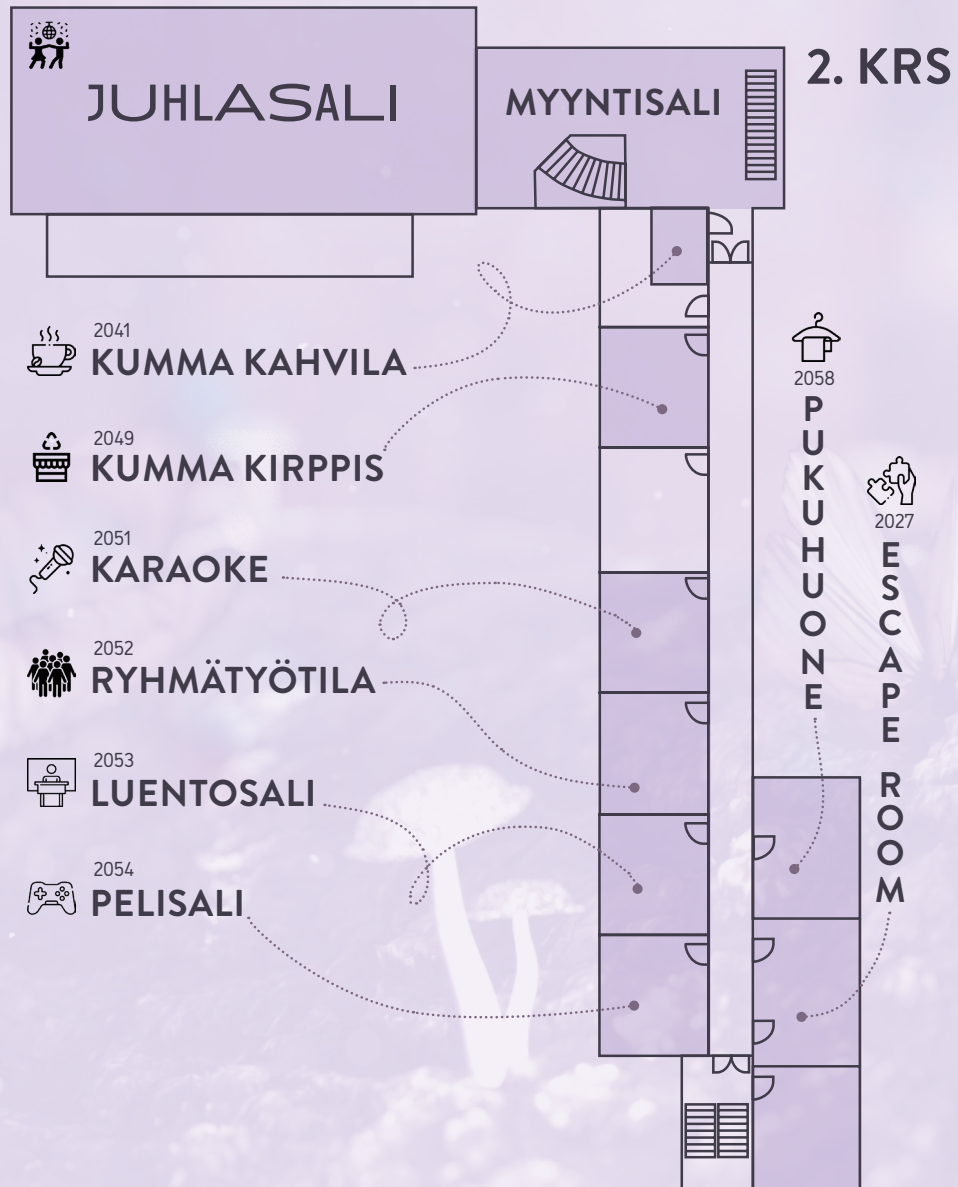 JUHLASALI
MYYNTISALI
2. KRS
2041
KUMMA KAHVILA
2049
KUMMA KIRPPIS
2051
KARAOKE
2052
RYHMÄTYÖTILA
2053
LUENTOSALI
2054
PELISALI
2058
PUKUHUONE
2027
ESCAPE ROOM